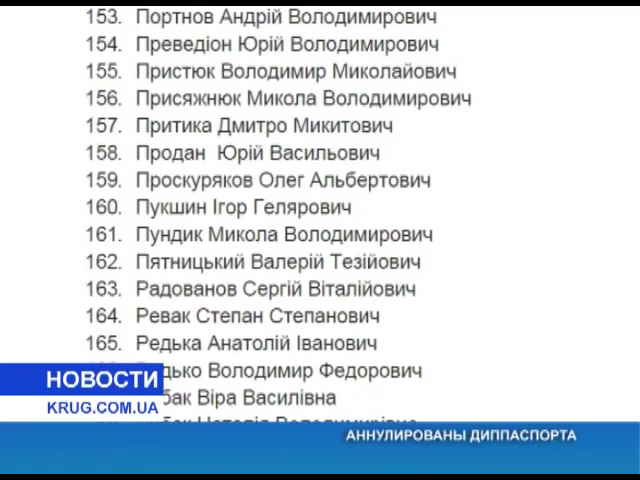 153. Портнов Андрій Володимирович
154. Преведіон Юрій Володимирович
155. Пристюк Володимир Миколайович
156. Присяжнюк Микола Володимирович
157. Притика Дмитро Микитович
158. Продан Юрій Васильович
159. Проскуряков Олег Альбертович
160. Пукшин Ігор Гелярович
161. Пундик Микола Володимирович
162. Пятницький Валерій Тезійович
163. Радованов Сергій Віталійович
164. Ревак Степан Степанович
165. Редька Анатолій Іванович
Володимир Федорович
Віра Василівна
НОВОСТИ
KRUG.COM.UA
АННУЛИРОВАНЫ ДИППАСПОРТА